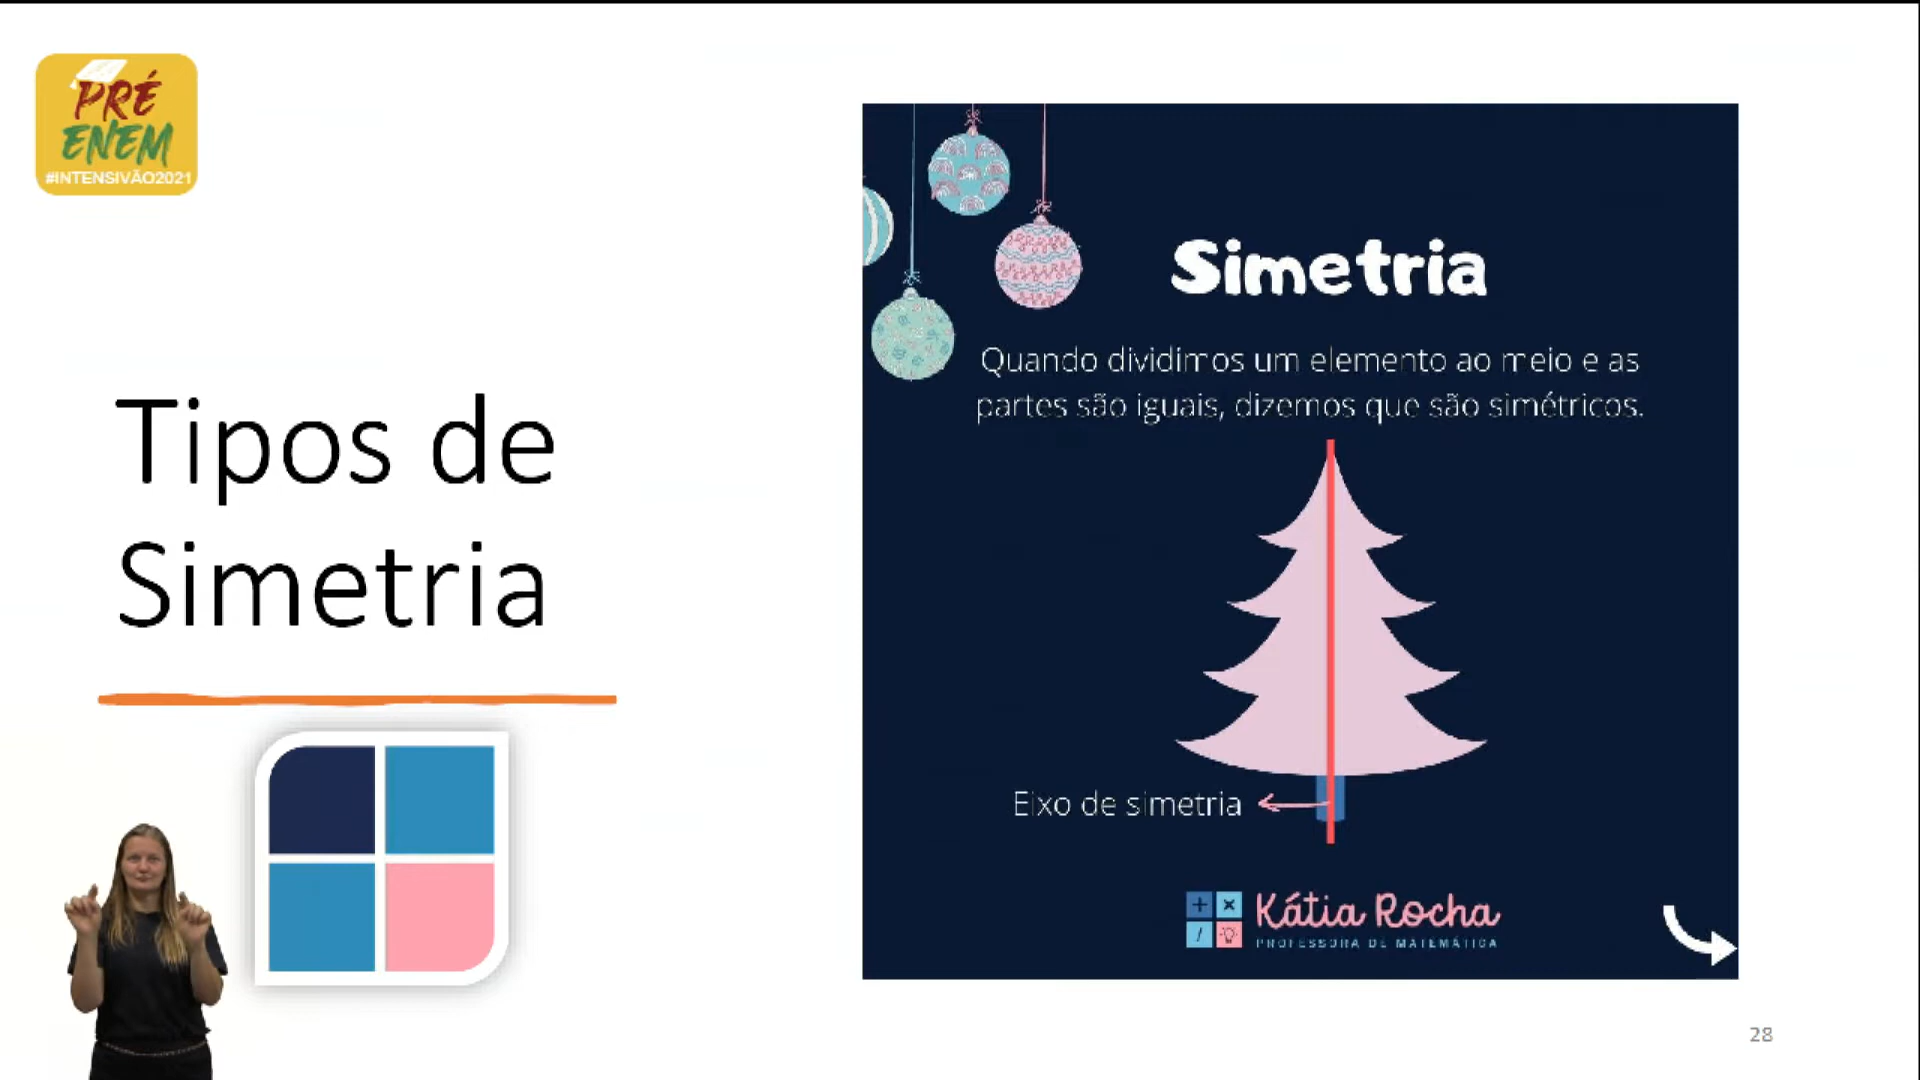 PRÉ
ENEM
#INTENSIVÃO2021
Tipos de
Simetria
Simetria
Quando dividimos um elemento ao meio e as
partes são iguais, dizemos que são simétricos.
Eixo de simetria
Kátia Rocha
PROFESSORA DE MATEMÁTICA
28